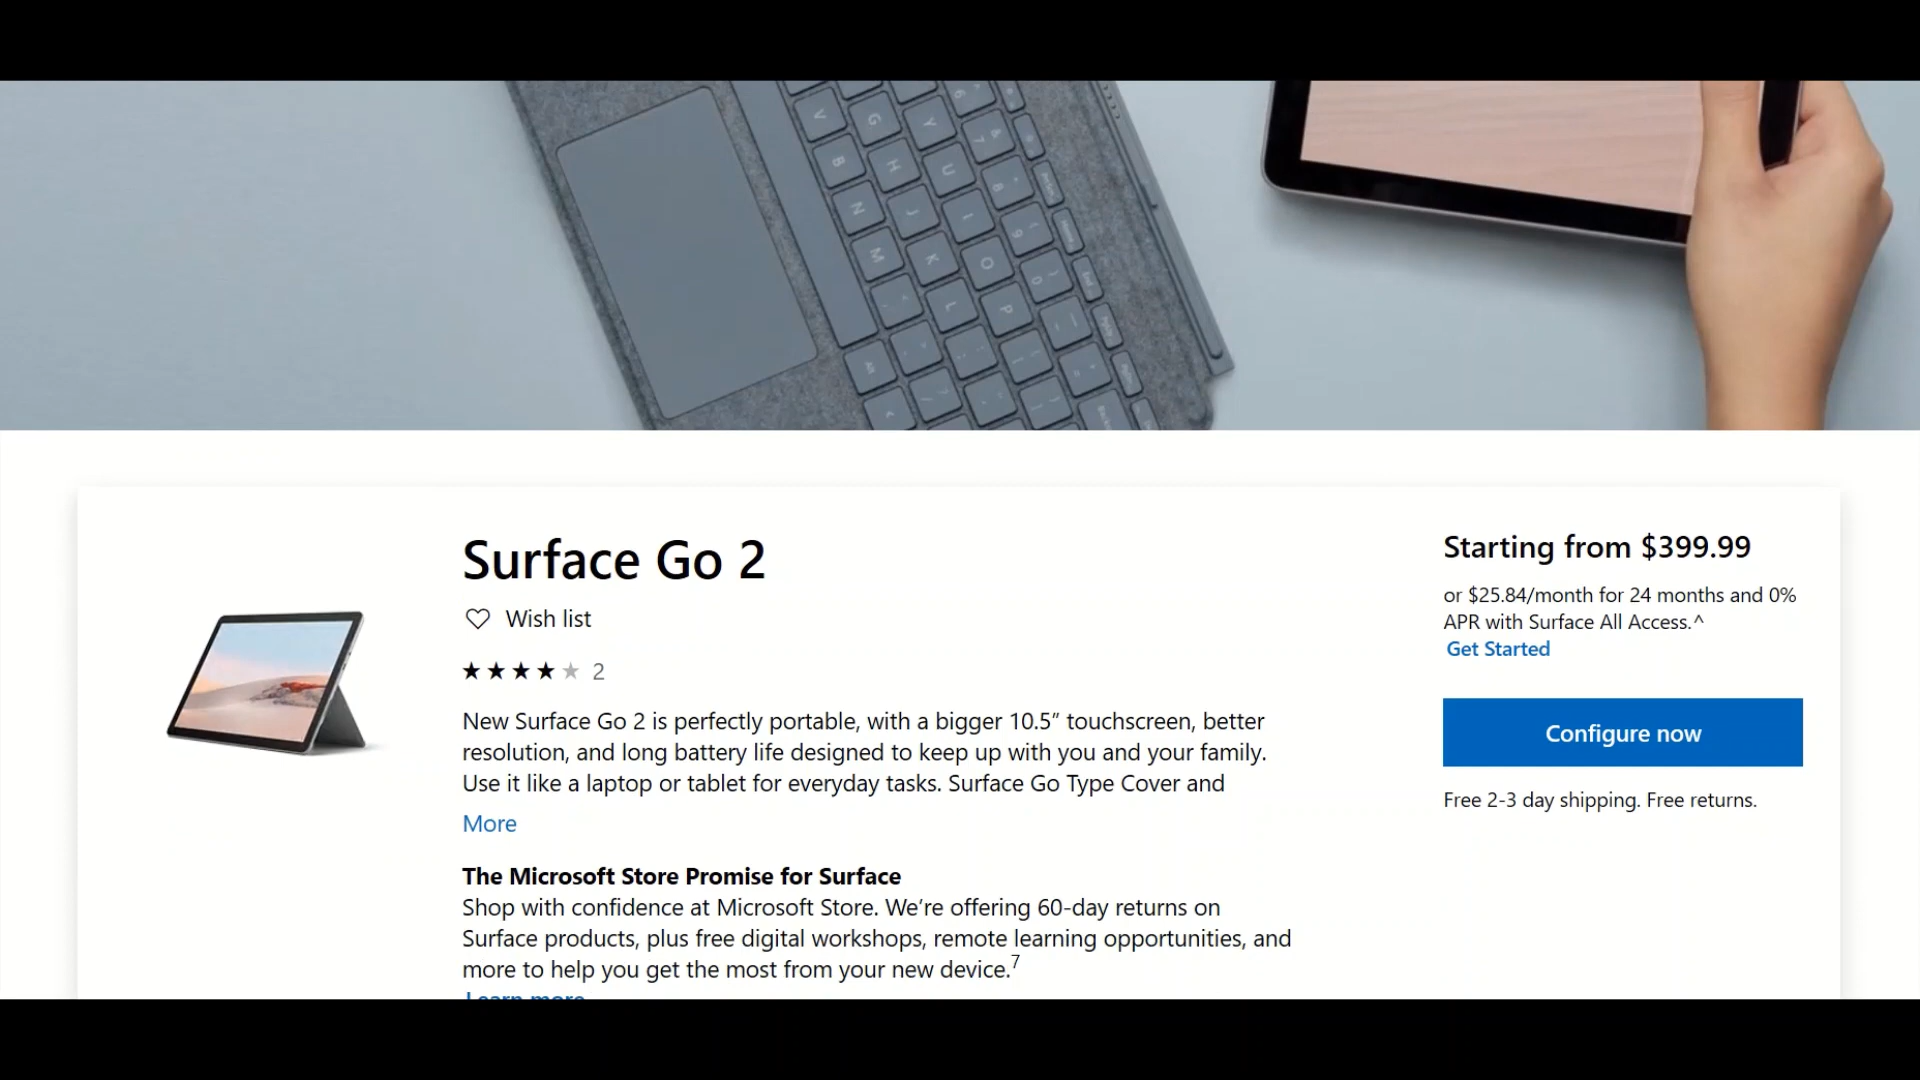 Surface Go 2
Wish list
2
New Surface Go 2 is perfectly portable, with a bigger 10.5” touchscreen, better
resolution, and long battery life designed to keep up with you and your family.
Use it like a laptop or tablet for everyday tasks. Surface Go Type Cover and
More
The Microsoft Store Promise for Surface
Shop with confidence at Microsoft Store. We’re offering 60-day returns on
Surface products, plus free digital workshops, remote learning opportunities, and
more to help you get the most from your new device.7
Learn more
Starting from $399.99
or $25.84/month for 24 months and 0%
APR with Surface All Access.^
Get Started
Configure now
Free 2-3 day shipping. Free returns.